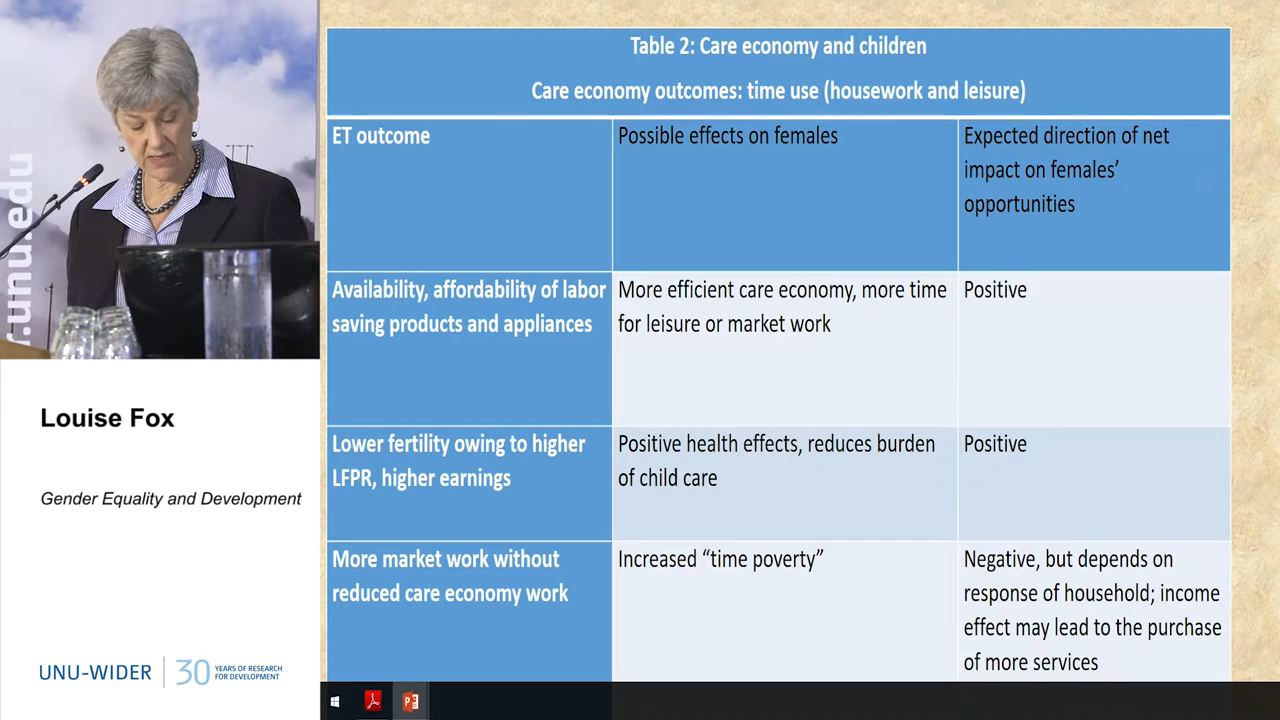 Table 2: Care economy and children
Care economy outcomes: time use (housework and leisure)
ET outcome
Possible effects on females
Expected direction of net
impact on females’
opportunities
Availability, affordability of labor
saving products and appliances
More efficient care economy, more time
for leisure or market work
Positive
Lower fertility owing to higher
LFPR, higher earnings
Positive health effects, reduces burden
of child care
Positive
More market work without
reduced care economy work
Increased “time poverty”
Negative, but depends on
response of household; income
effect may lead to the purchase
of more services
r.unu.edu
Louise Fox
Gender Equality and Development
UNU-WIDER
30
YEARS OF RESEARCH
FOR DEVELOPMENT